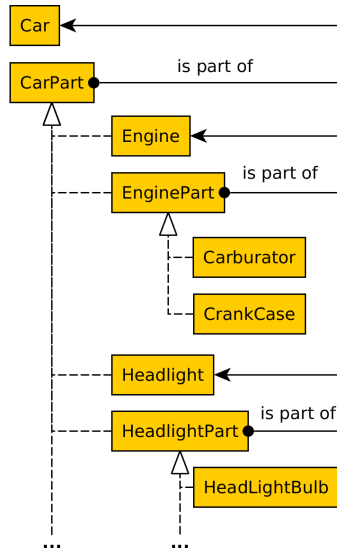 Car
is part of
CarPart
Engine
is part of
EnginePart
Carburator
CrankCase
Headlight
is part of
HeadlightPart
HeadLightBulb
... ...